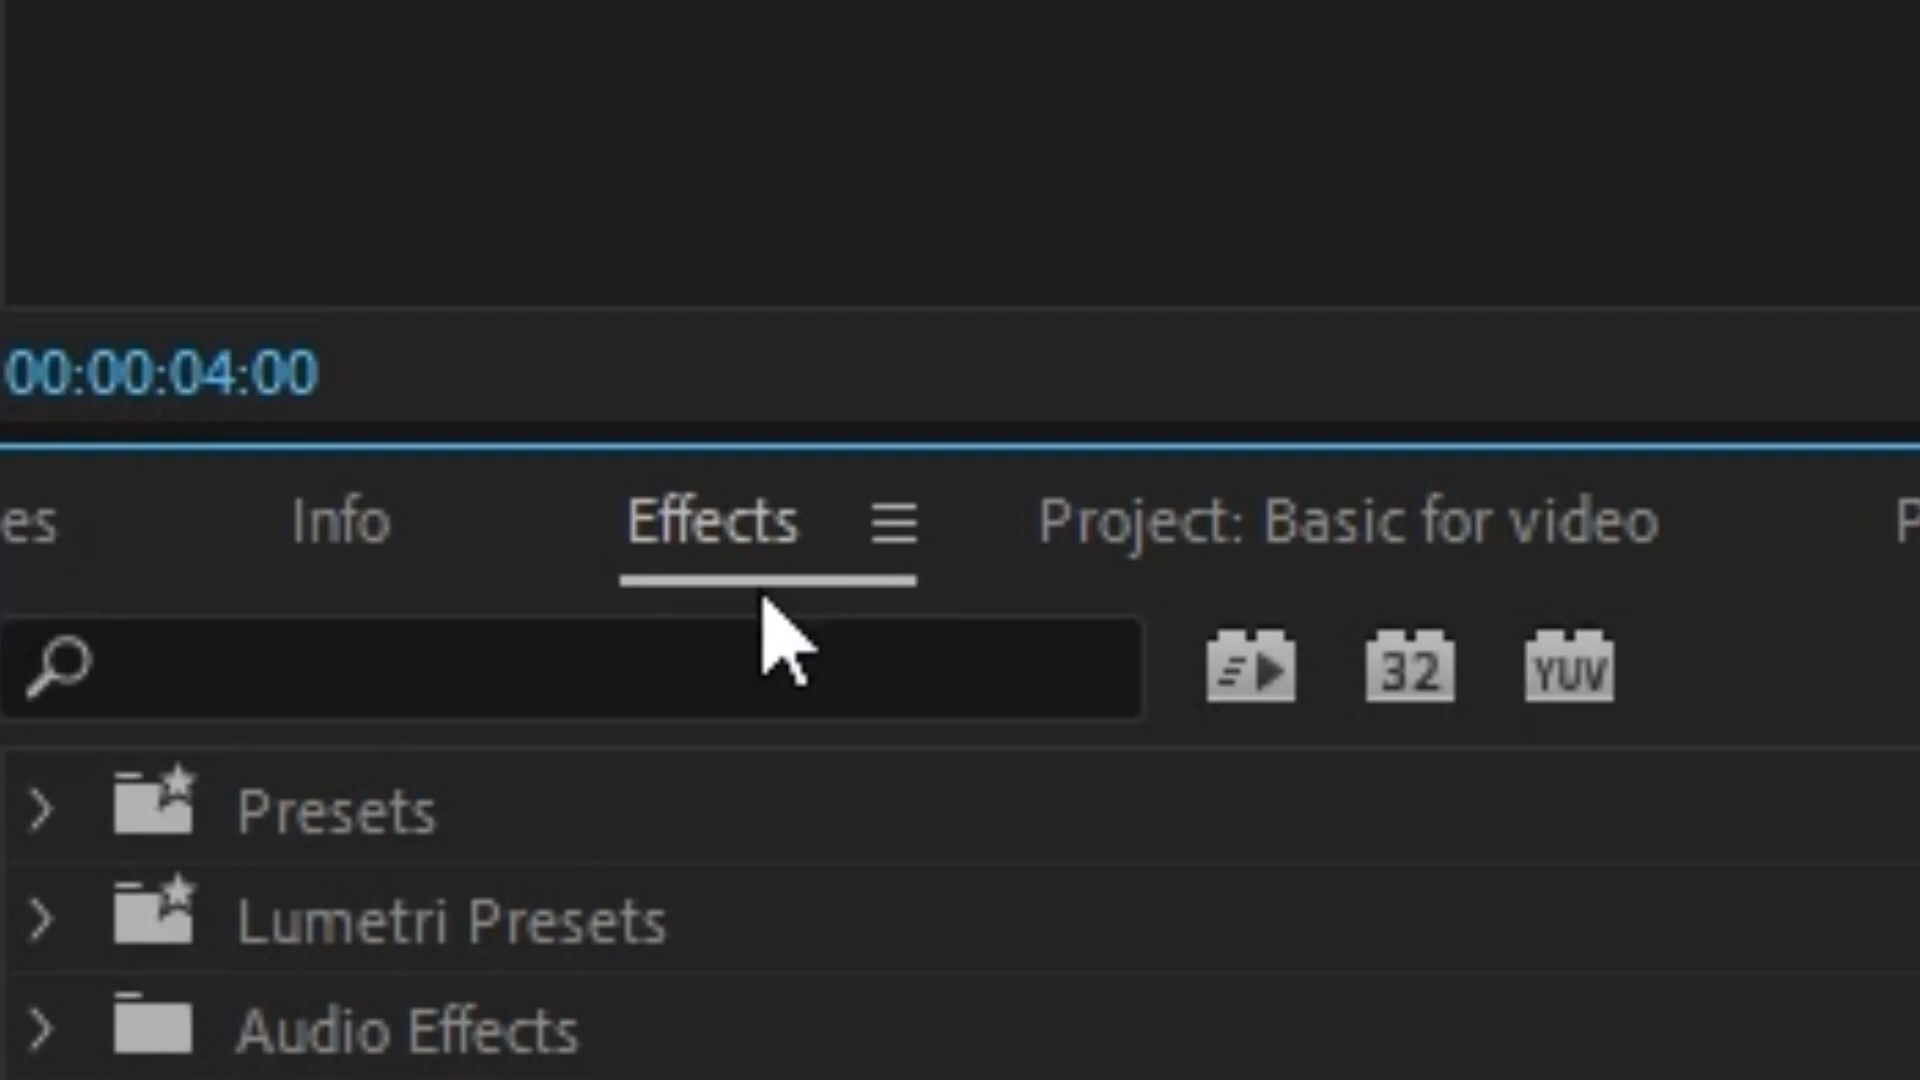 00:00:04:00
es Info Effects Project: Basic for video P
32 YUV
Presets
Lumetri Presets
Audio Effects